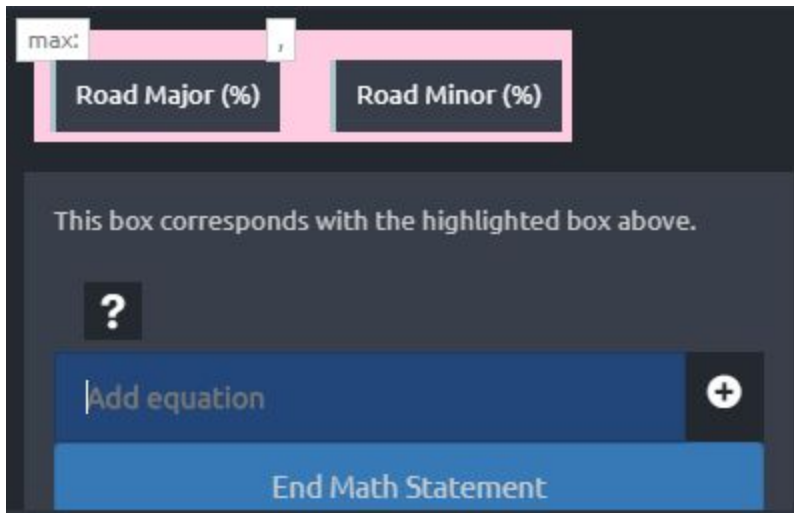 max: ,
Road Major (%) Road Minor (%)
This box corresponds with the highlighted box above.
?
Add equation
End Math Statement